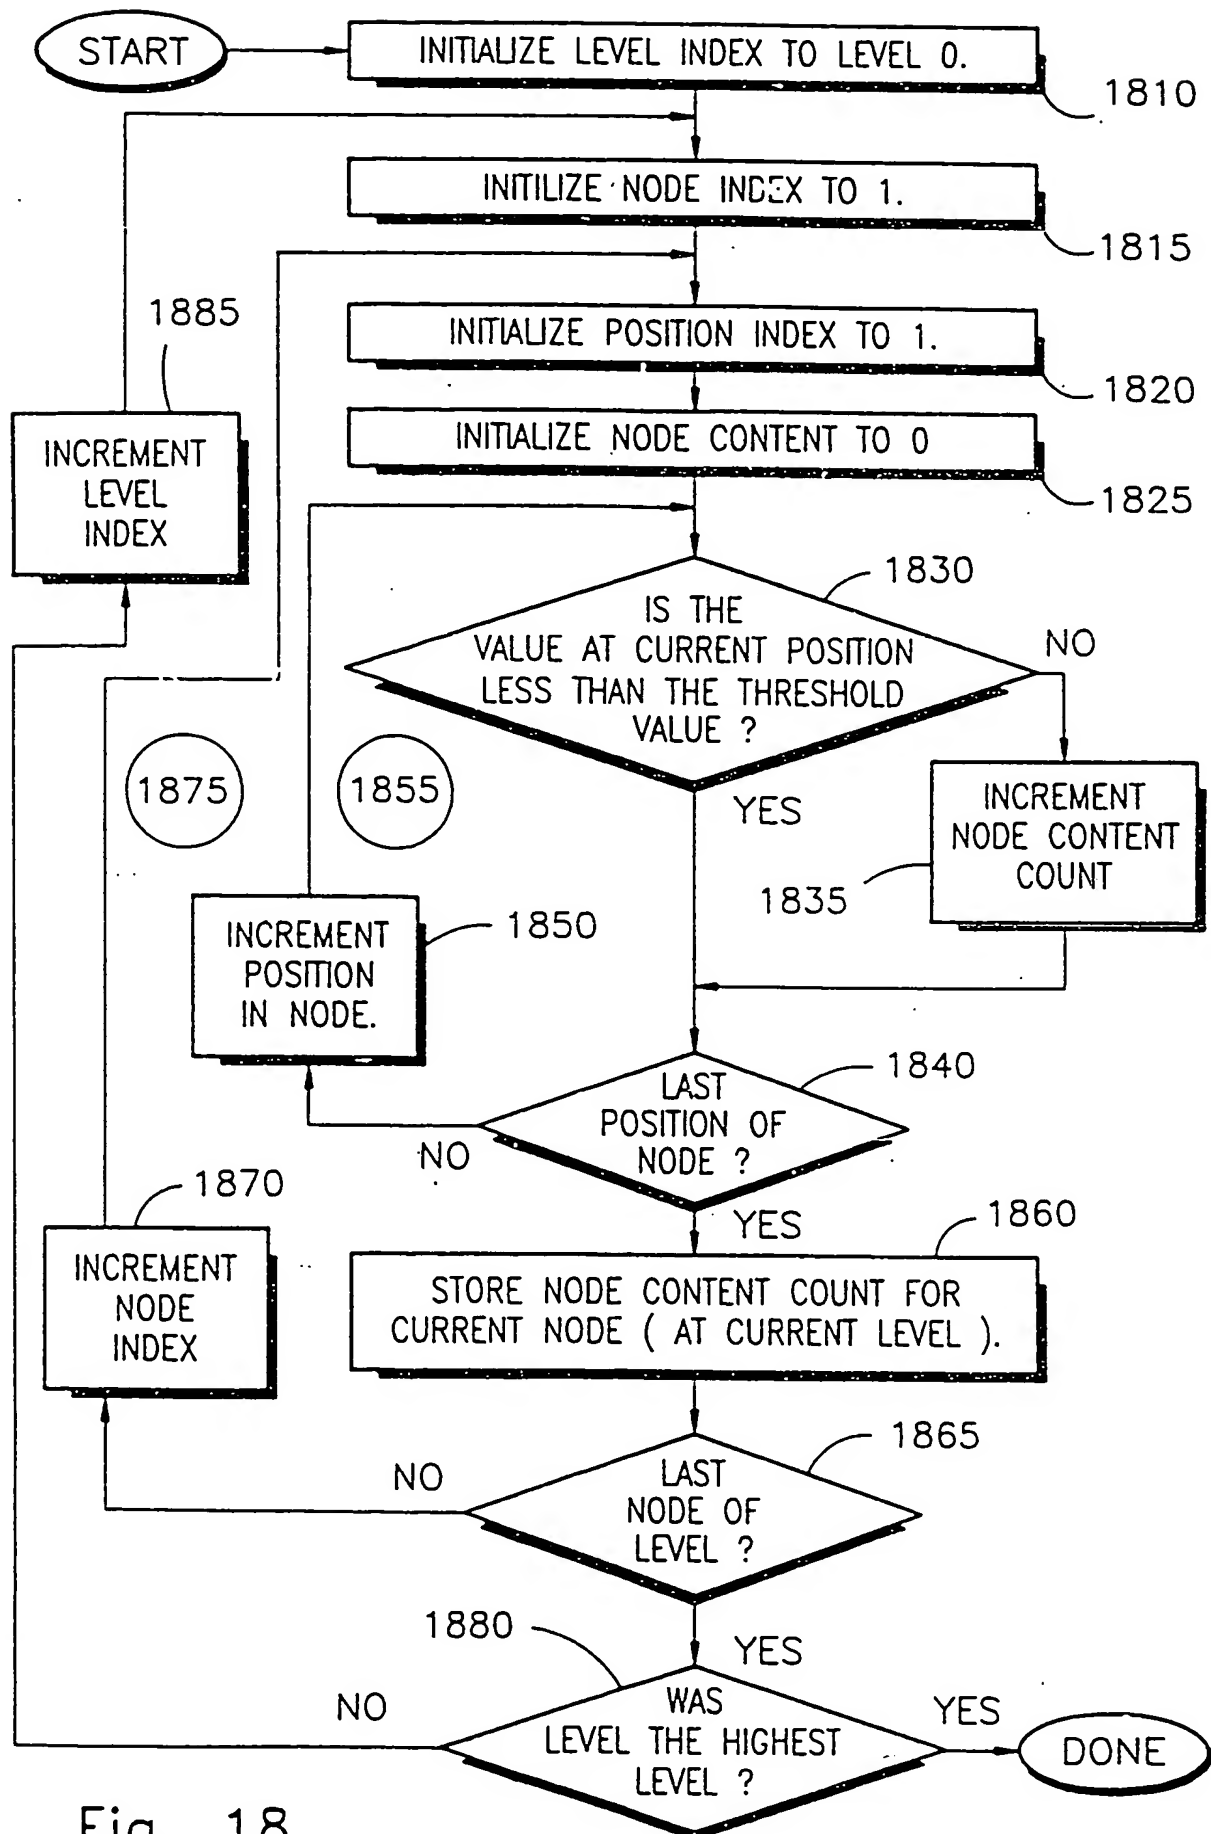 START
INITIALIZE LEVEL INDEX TO LEVEL 0.
1810
INITILIZE NODE INDEX TO 1.
1815
1885
INITIALIZE POSITION INDEX TO 1.
1820
INCREMENT
LEVEL
INDEX
INITIALIZE NODE CONTENT TO 0
1825
1830
IS THE
VALUE AT CURRENT POSITION
LESS THAN THE THRESHOLD
VALUE ?
NO
YES
1875
1855
INCREMENT
NODE CONTENT
COUNT
1835
INCREMENT
POSITION
IN NODE.
1850
1840
LAST
POSITION OF
NODE ?
NO
YES
1870
1860
INCREMENT
NODE
INDEX
STORE NODE CONTENT COUNT FOR
CURRENT NODE ( AT CURRENT LEVEL ).
1865
LAST
NODE OF
LEVEL ?
NO
YES
1880
WAS
LEVEL THE HIGHEST
LEVEL ?
NO
YES
DONE
Fig. 18